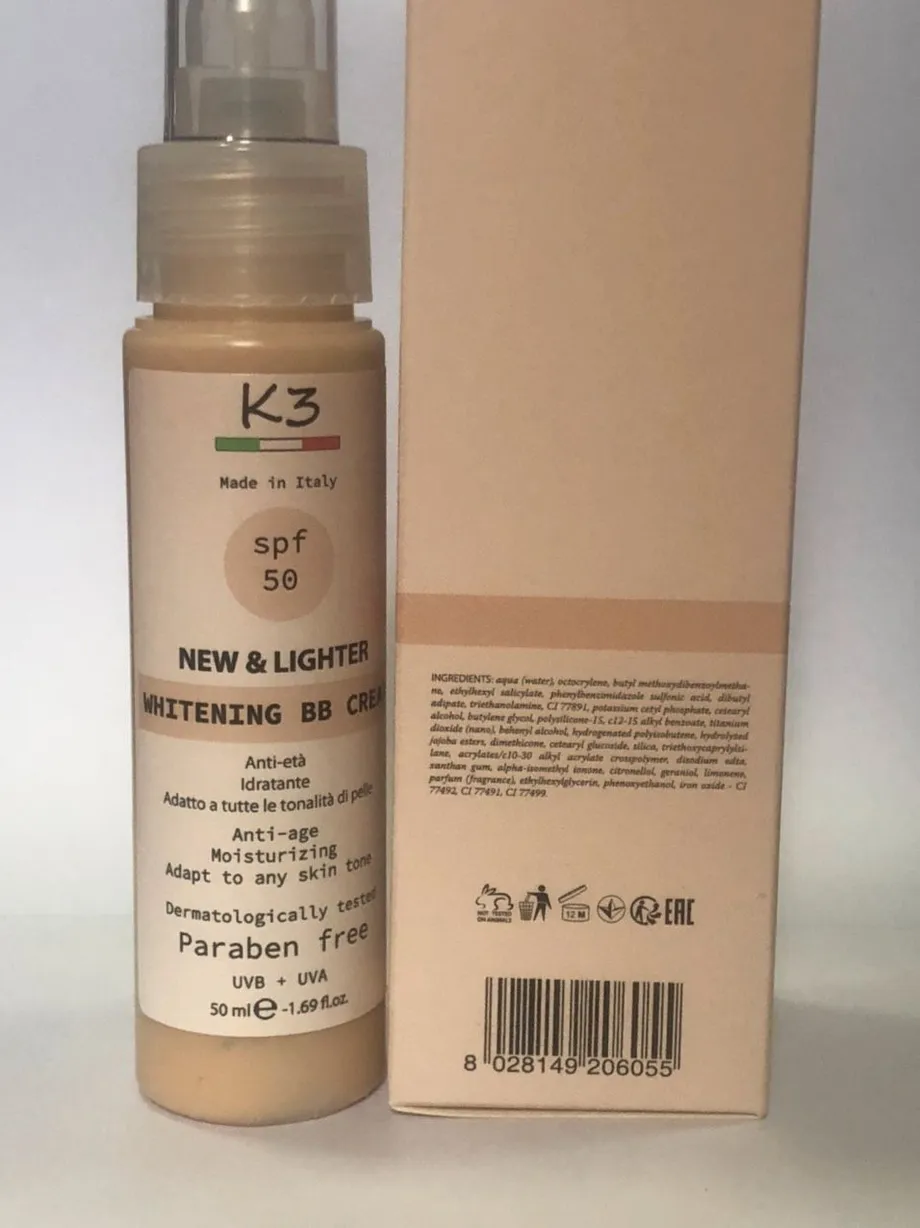 K3
Made in Italy
spf
50
NEW & LIGHTER
WHITENING BB CREA
Anti-età
Idratante
Adatto a tutte le tonalità di pelle
Anti-age
Moisturizing
Adapt to any skin tone
Dermatologically tested
Paraben free
UVB + UVA
50 ml e -1.69 fl.oz.
INGREDIENTS: aqua (water), octocrylene, butyl methoxydibenzoylmetha-
ne, ethylhexyl salicylate, phenylbenzimidazole sulfonic acid, dibutyl
adipate, triethanolamine, CI 77891, potassium cetyl phosphate, cetearyl
alcohol, butylene glycol, polysilicone-15, c12-15 alkyl benzoate, titanium
dioxide (nano), behenyl alcohol, hydrogenated polyisobutene, hydrolyzed
jojoba esters, dimethicone, cetearyl glucoside, silica, triethoxycaprylylsi-
lane, acrylates/c10-30 alkyl acrylate crosspolymer, disodium edta,
xanthan gum, alpha-isomethyl ionone, citronellol, geraniol, limonene,
parfum (fragrance), ethylhexylglycerin, phenoxyethanol, iron oxide - CI
77492, CI 77491, CI 77499.
NOT TESTED
ON ANIMALS
12 M
EAC
8 028149 206055